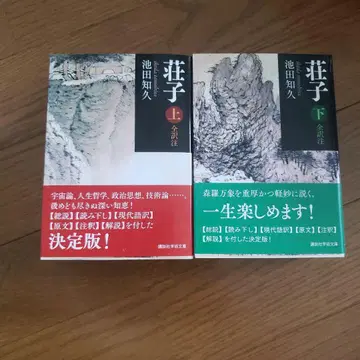 荘子
上
全訳注
池田知久
宇宙論、人生哲学、政治思想、技術論……。
汲めども尽きぬ深い知恵!
【総説】【読み下し】【現代語訳】
【原文】【注釈】【解説】を付した
決定版!
講談社学術文庫
荘子
下
全訳注
池田知久
森羅万象を重厚かつ軽妙に説く。
一生楽しめます!
【総説】【読み下し】【現代語訳】【原文】【注釈】
【解説】を付した決定版!
講談社学術文庫